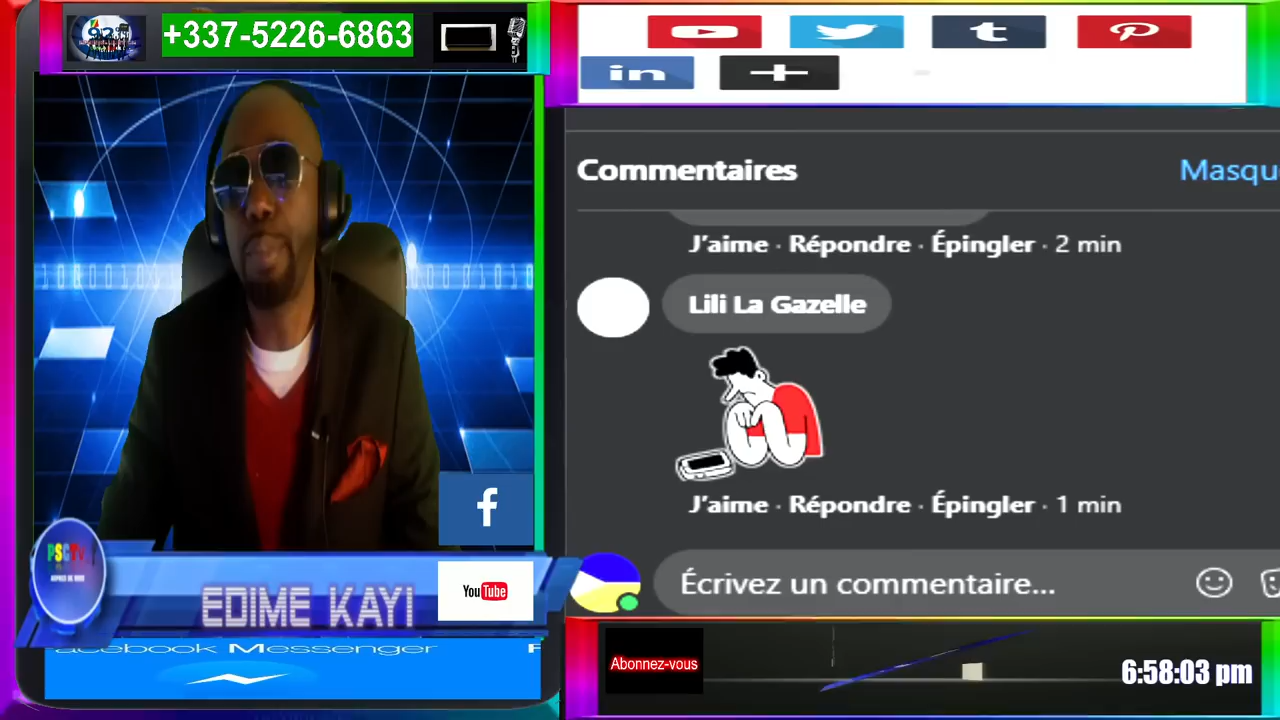 +337-5226-6863
in
Commentaires
Masqu
J'aime · Répondre · Épingler · 2 min
Lili La Gazelle
J'aime · Répondre · Épingler · 1 min
Écrivez un commentaire...
f
PSCTV
YouTube
EDIME KAYI
acebook Messenger
F
Abonnez-vous
6:58:03 pm